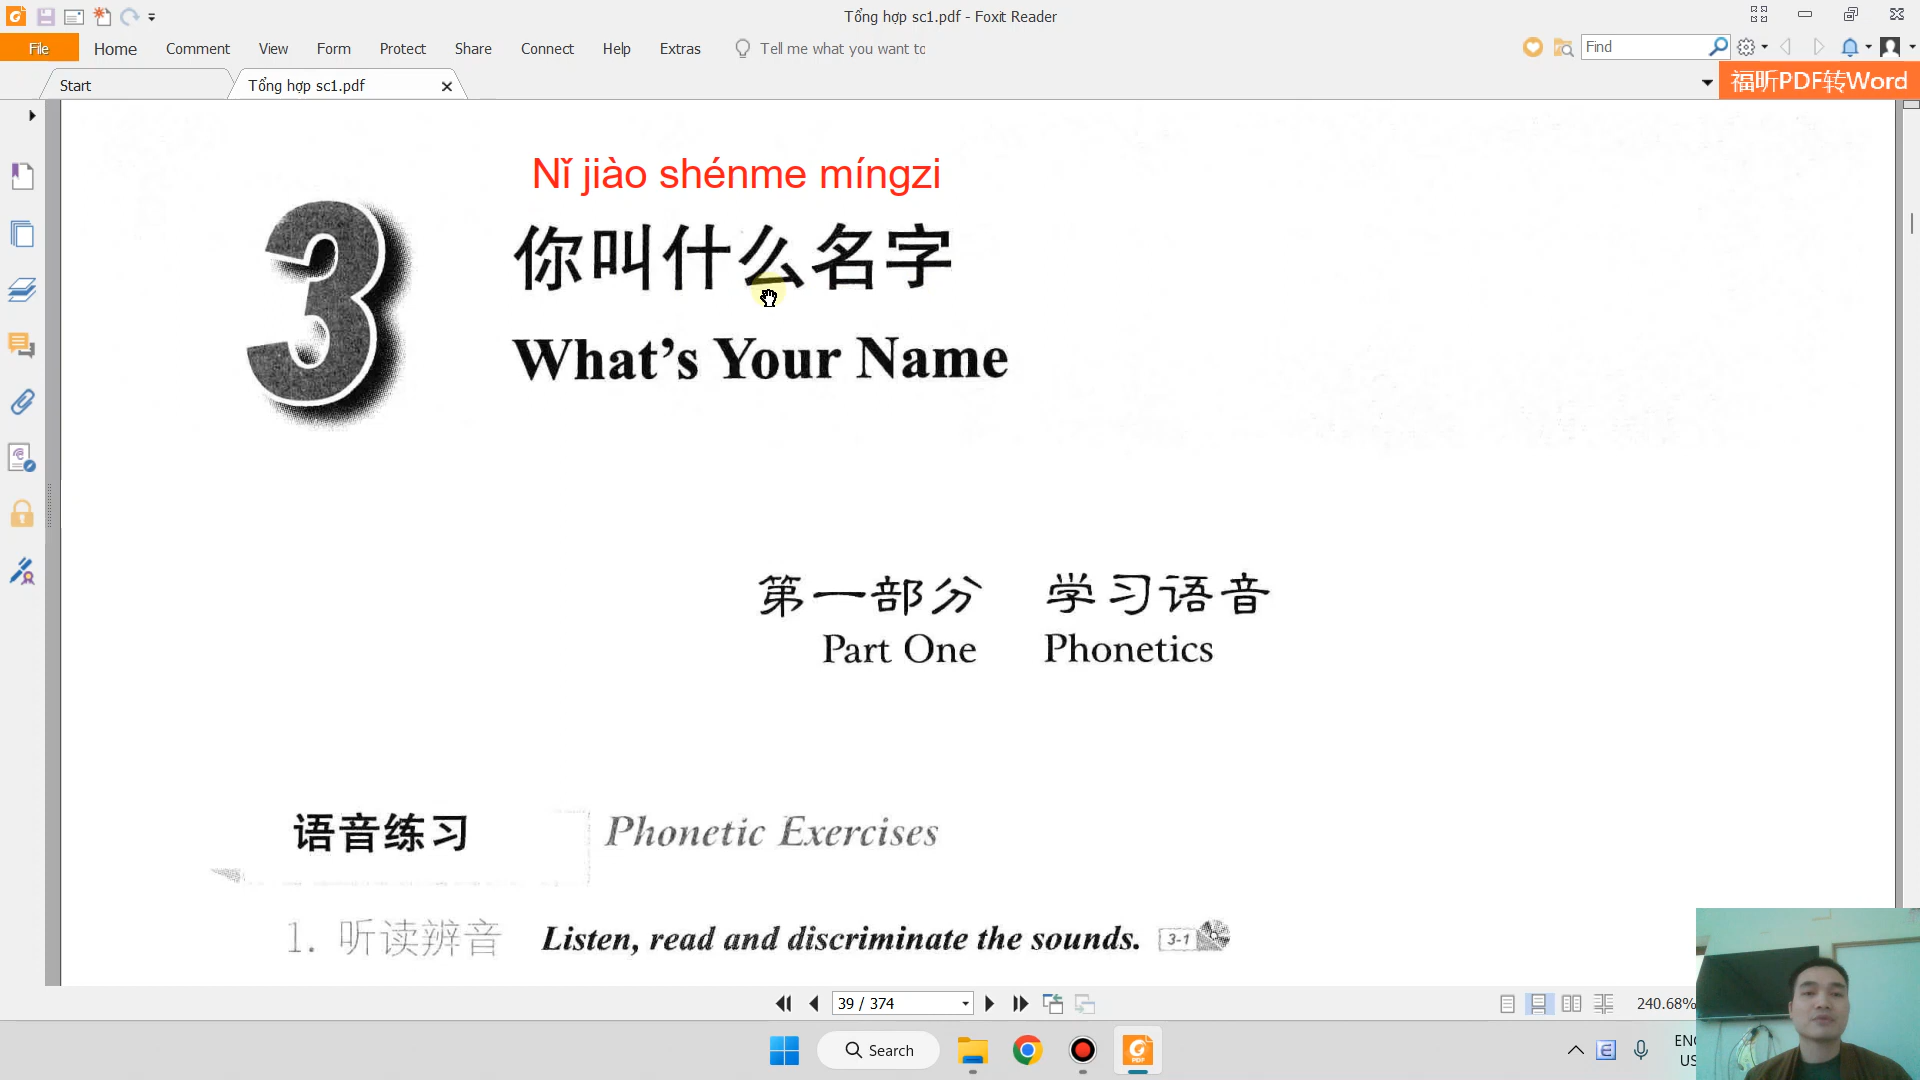 Tổng hợp sc1.pdf - Foxit Reader
File Home Comment View Form Protect Share Connect Help Extras Tell me what you want to Find
Start Tổng hợp sc1.pdf 福昕PDF转Word
Nǐ jiào shénme míngzi
3 你叫什么名字
What's Your Name
第一部分 学习语音
Part One Phonetics
语音练习 Phonetic Exercises
1. 听读辨音 Listen, read and discriminate the sounds. 3-1
39 / 374 240.68%
Search
ENG
US